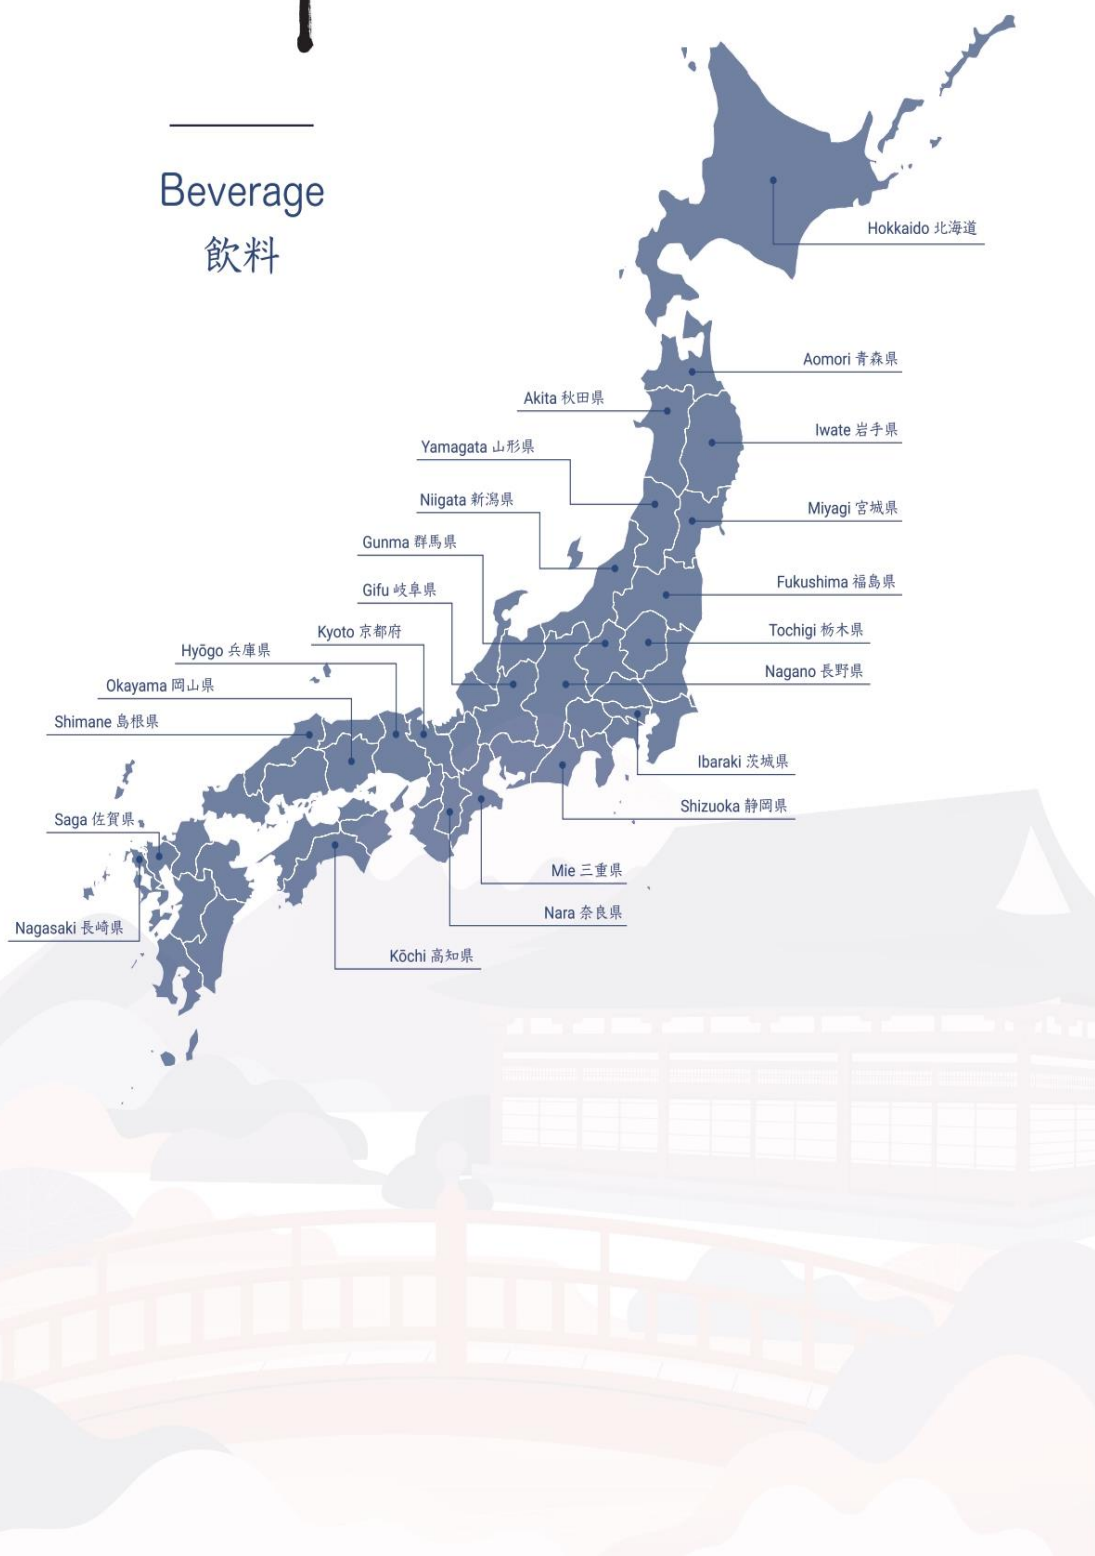 Beverage
飲料
Hokkaido 北海道
Aomori 青森県
Akita 秋田県
Iwate 岩手県
Yamagata 山形県
Niigata 新潟県
Miyagi 宮城県
Gunma 群馬県
Fukushima 福島県
Gifu 岐阜県
Kyoto 京都府
Tochigi 栃木県
Hyōgo 兵庫県
Nagano 長野県
Okayama 岡山県
Shimane 島根県
Ibaraki 茨城県
Shizuoka 静岡県
Saga 佐賀県
Mie 三重県
Nara 奈良県
Nagasaki 長崎県
Kōchi 高知県